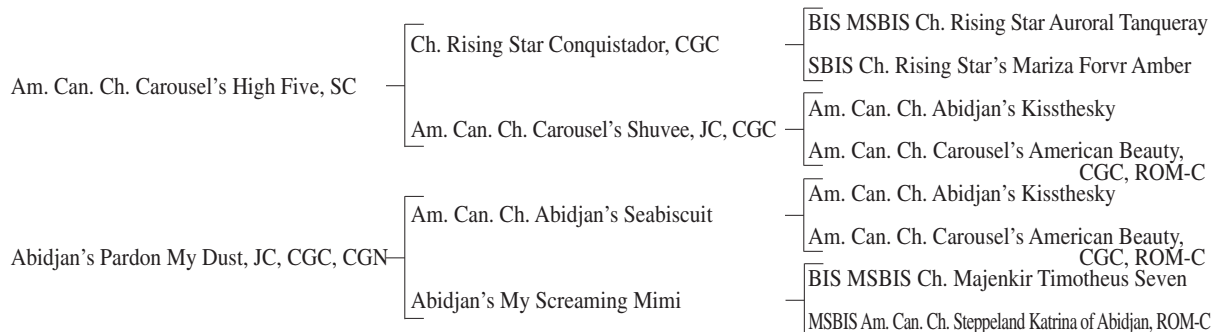 BIS MSBIS Ch. Rising Star Auroral Tanqueray
Ch. Rising Star Conquistador, CGC
SBIS Ch. Rising Star’s Mariza Forvr Amber
Am. Can. Ch. Carousel’s High Five, SC
Am. Can. Ch. Abidjan’s Kissthesky
Am. Can. Ch. Carousel’s Shuvee, JC, CGC
Am. Can. Ch. Carousel’s American Beauty,
CGC, ROM-C
Am. Can. Ch. Abidjan’s Kissthesky
Am. Can. Ch. Abidjan’s Seabiscuit
Am. Can. Ch. Carousel’s American Beauty,
CGC, ROM-C
Abidjan’s Pardon My Dust, JC, CGC, CGN
BIS MSBIS Ch. Majenkir Timotheus Seven
Abidjan’s My Screaming Mimi
MSBIS Am. Can. Ch. Steppeland Katrina of Abidjan, ROM-C